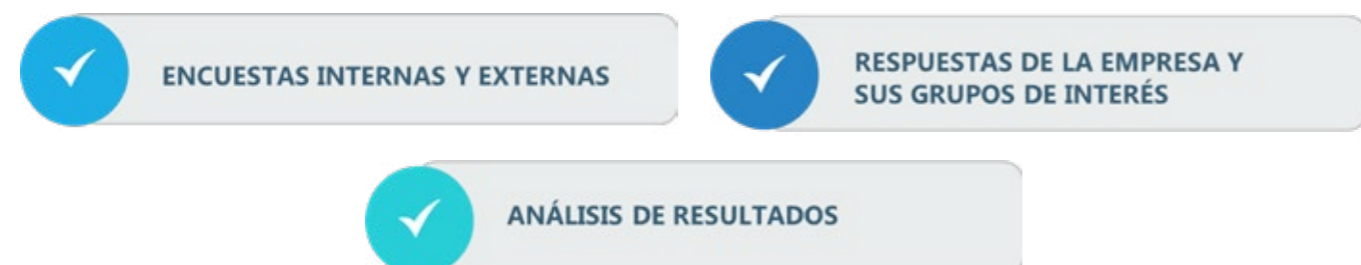 ENCUESTAS INTERNAS Y EXTERNAS
RESPUESTAS DE LA EMPRESA Y
SUS GRUPOS DE INTERÉS
ANÁLISIS DE RESULTADOS